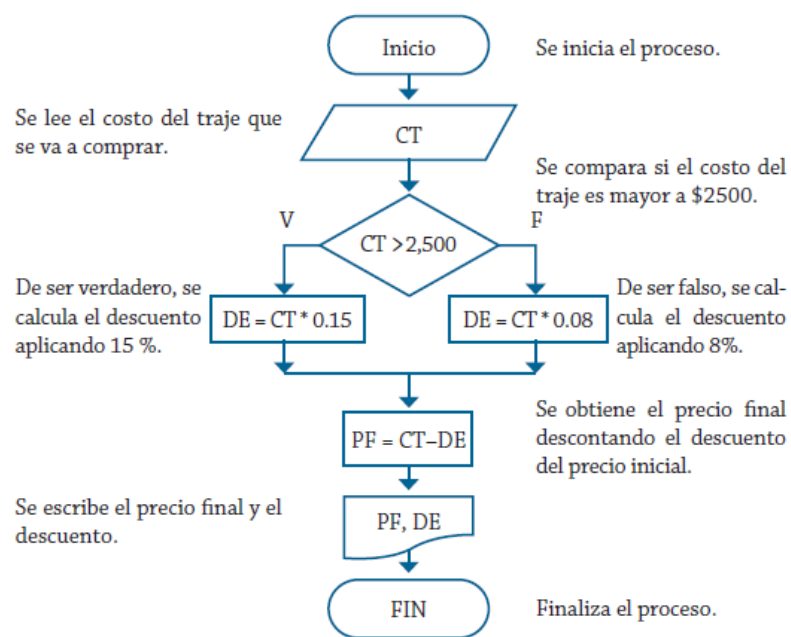 Inicio
Se inicia el proceso.
Se lee el costo del traje que
se va a comprar.
CT
Se compara si el costo del
traje es mayor a $2500.
V
F
CT >2,500
De ser verdadero, se
calcula el descuento
aplicando 15 %.
DE = CT * 0.15
DE = CT * 0.08
De ser falso, se cal-
cula el descuento
aplicando 8%.
PF = CT–DE
Se obtiene el precio final
descontando el descuento
del precio inicial.
Se escribe el precio final y el
descuento.
PF, DE
FIN
Finaliza el proceso.